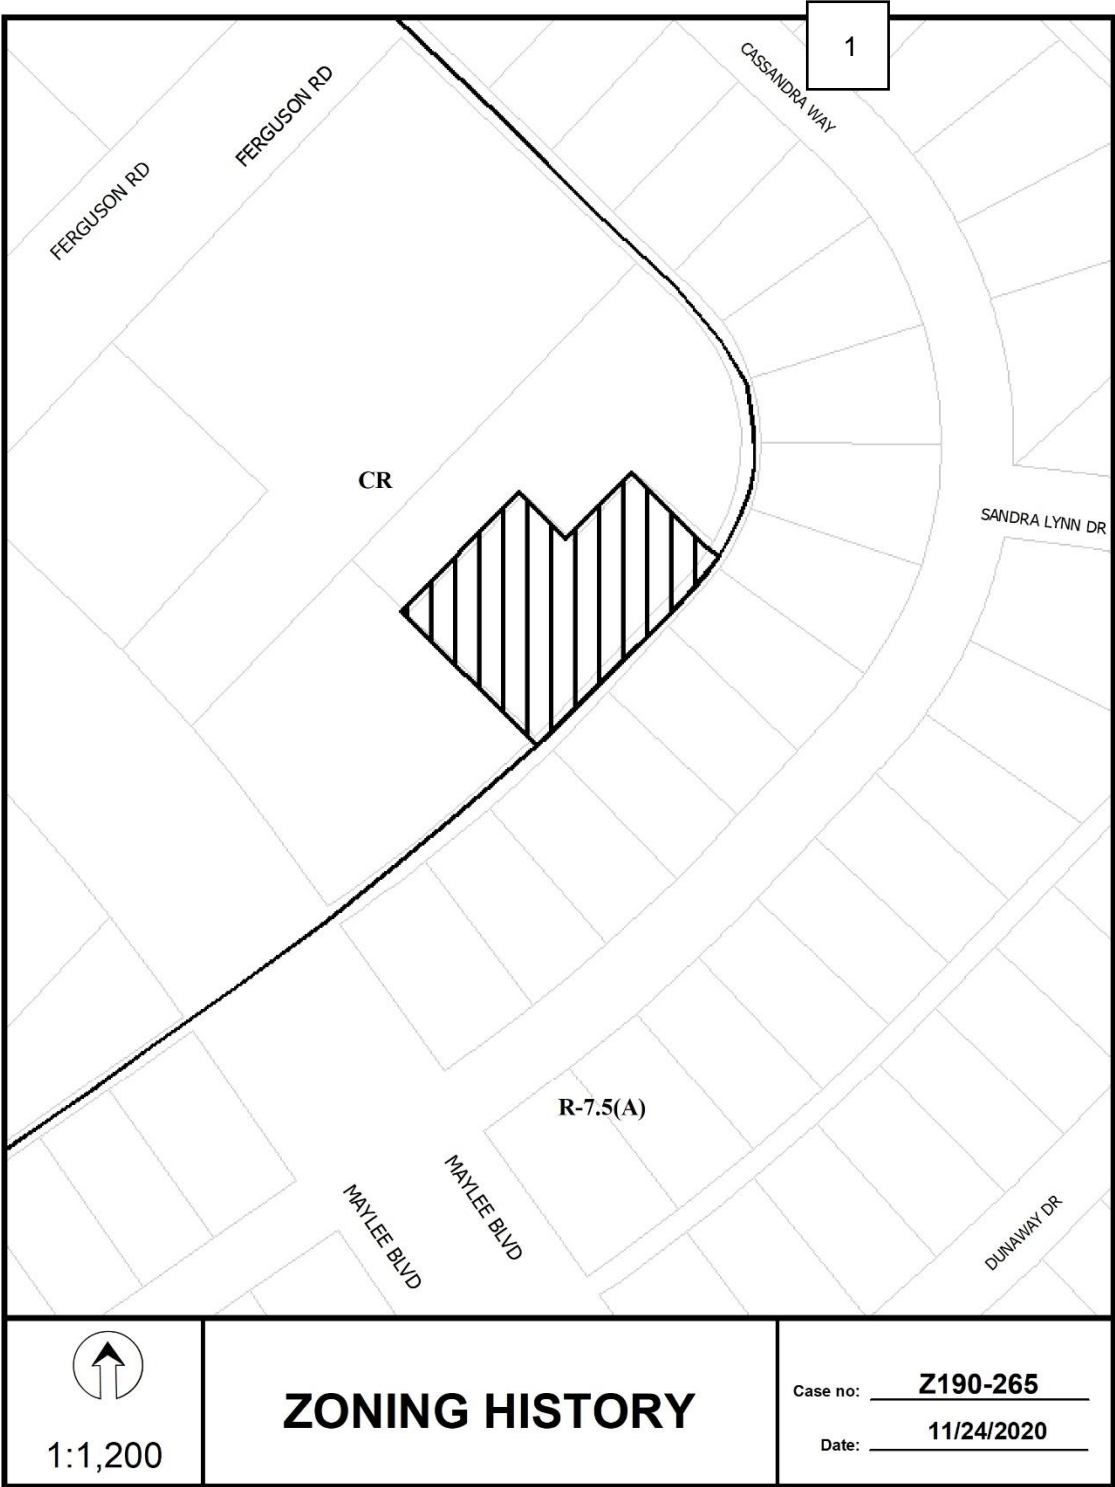 1
CASSANDRA WAY
FERGUSON RD
FERGUSON RD
CR
SANDRA LYNN DR
R-7.5(A)
MAYLEE BLVD
MAYLEE BLVD
DUNAWAY DR
1:1,200
ZONING HISTORY
Case no: Z190-265
Date: 11/24/2020